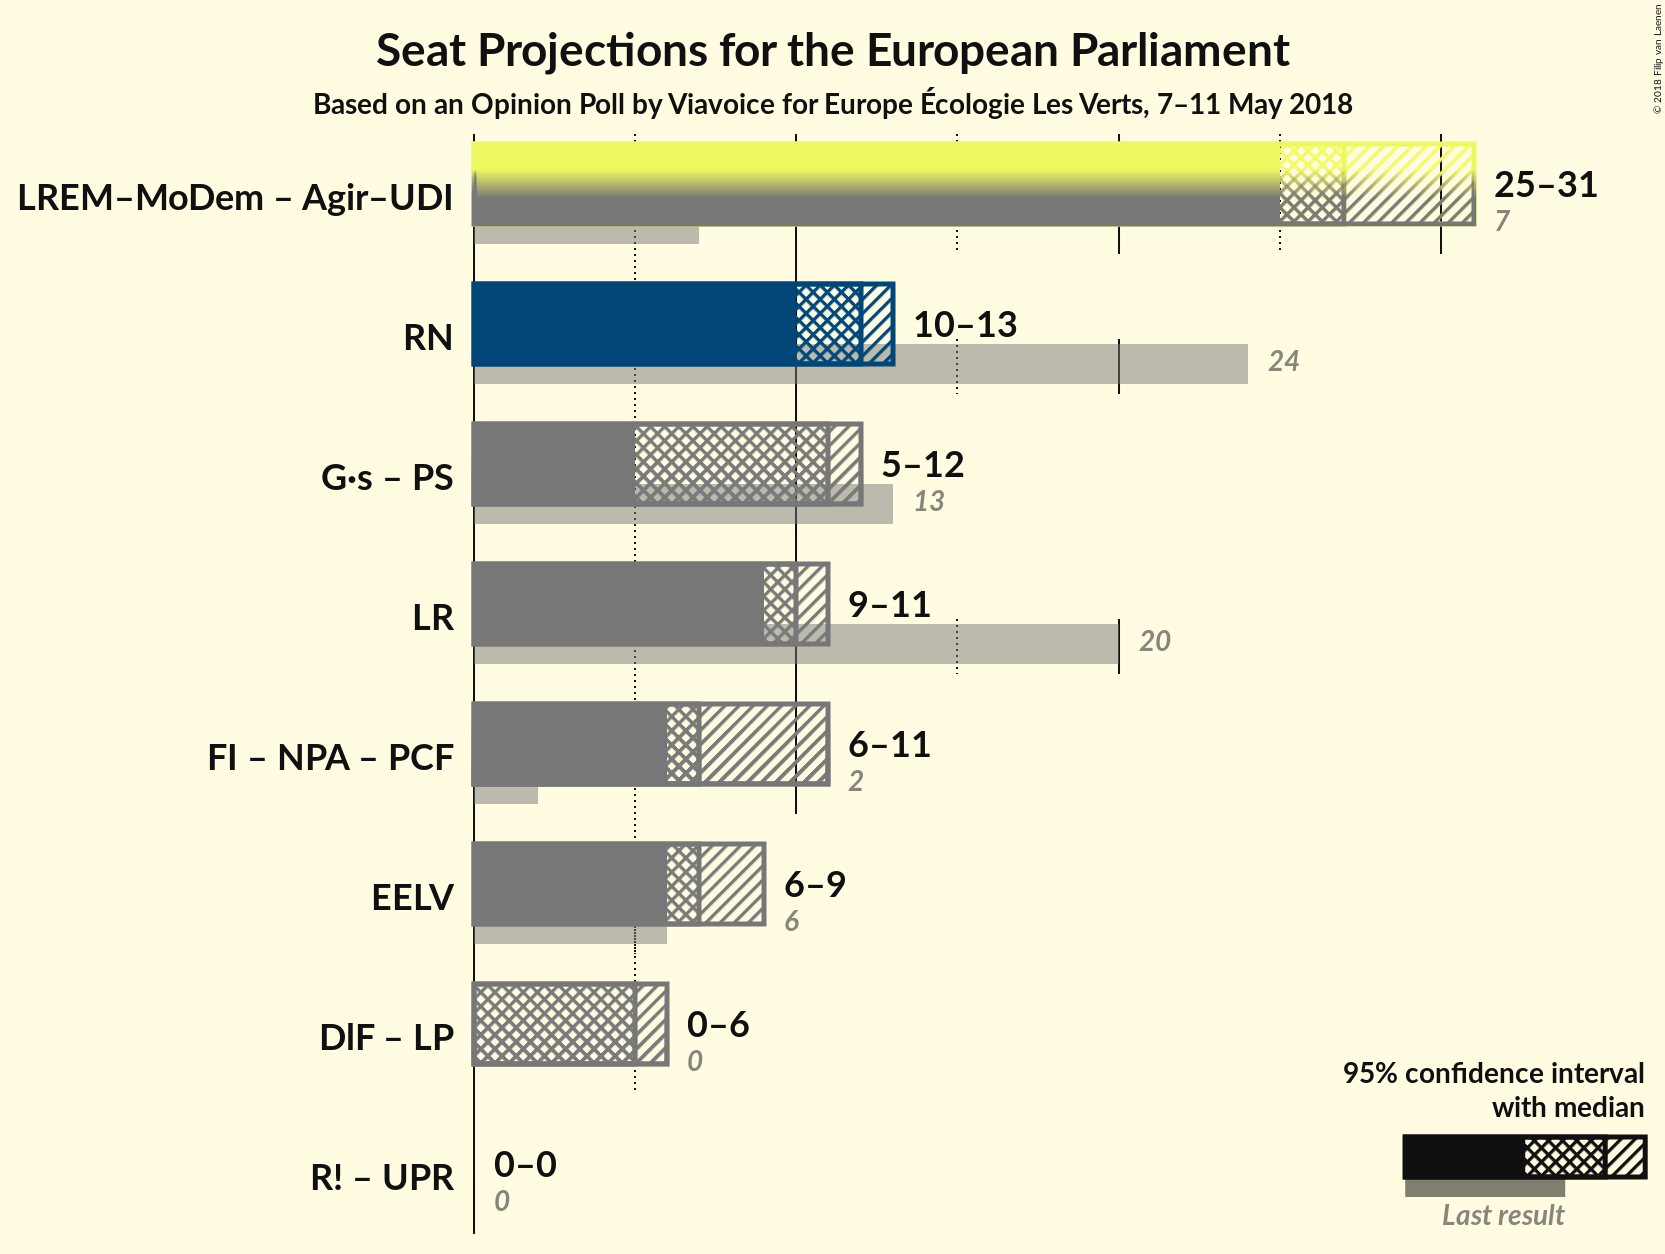 Seat Projections for the European Parliament
Based on an Opinion Poll by Viavoice for Europe Écologie Les Verts, 7–11 May 2018
© 2018 Filip van Laenen
LREM–MoDem – Agir–UDI
25–31
7
RN
10–13
24
G·s – PS
5–12
13
LR
9–11
20
FI – NPA – PCF
6–11
2
EELV
6–9
6
DlF – LP
0–6
0
R! – UPR
0–0
0
95% confidence interval
with median
Last result